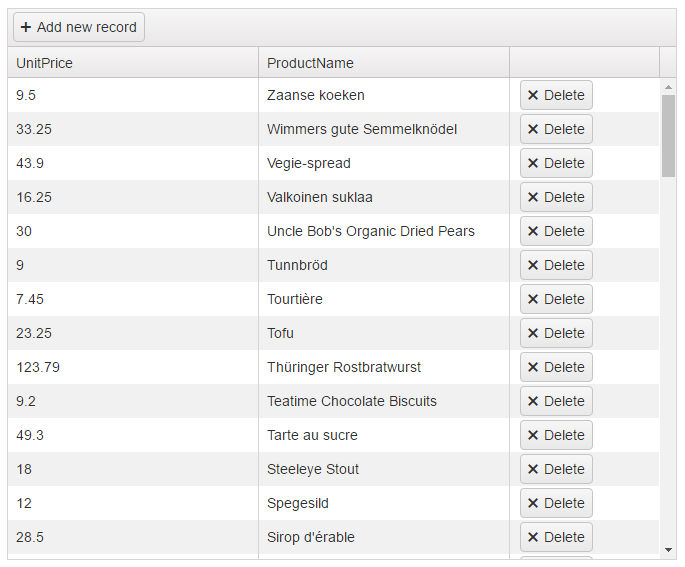 Add new record
UnitPrice ProductName
9.5 Zaanse koeken Delete
33.25 Wimmers gute Semmelknödel Delete
43.9 Vegie-spread Delete
16.25 Valkoinen suklaa Delete
30 Uncle Bob's Organic Dried Pears Delete
9 Tunnbröd Delete
7.45 Tourtière Delete
23.25 Tofu Delete
123.79 Thüringer Rostbratwurst Delete
9.2 Teatime Chocolate Biscuits Delete
49.3 Tarte au sucre Delete
18 Steeleye Stout Delete
12 Spegesild Delete
28.5 Sirop d'érable Delete